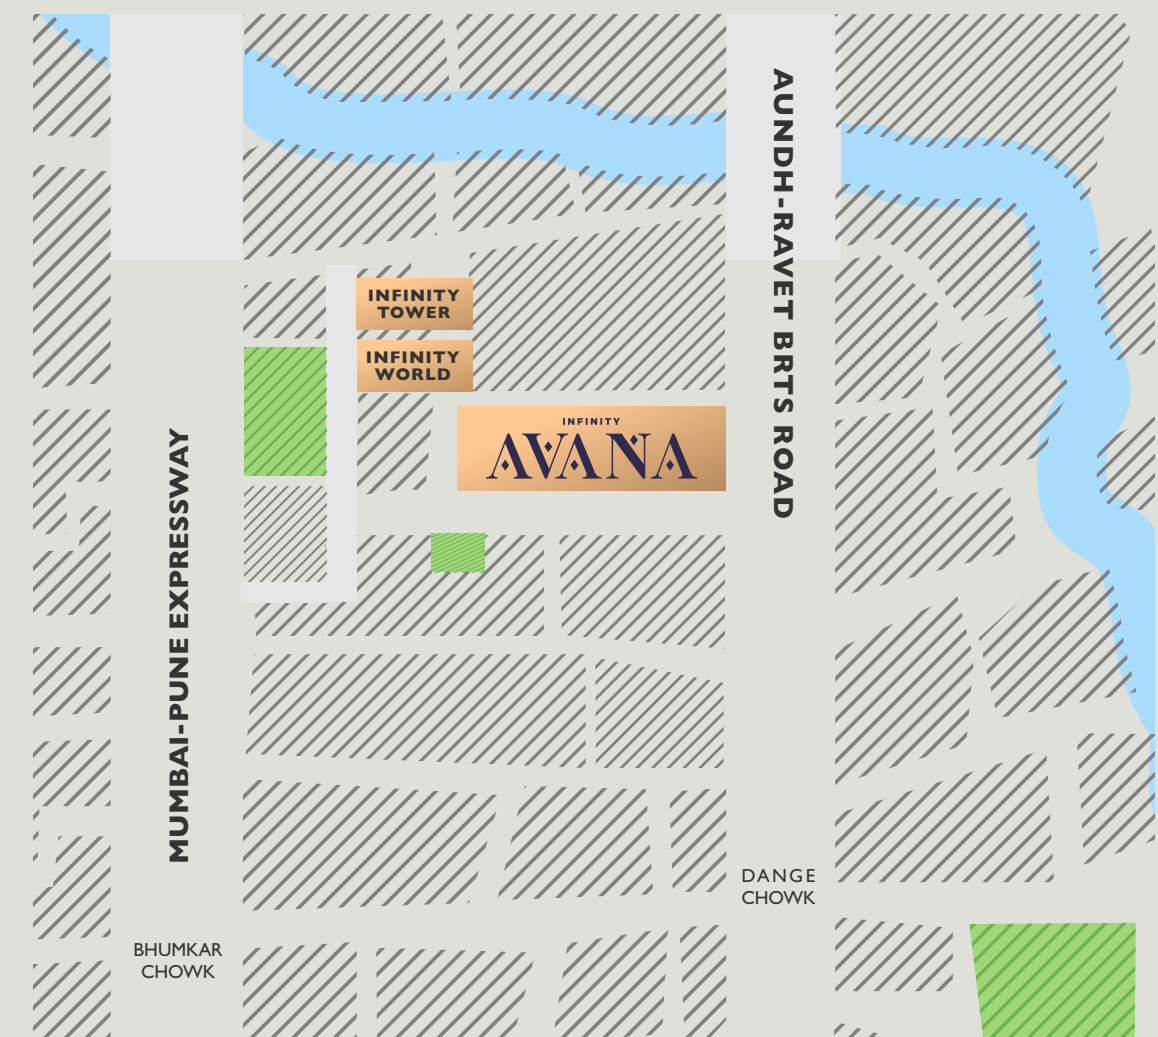 AUNDH-RAVET BRTS ROAD
INFINITY
TOWER
INFINITY
WORLD
INFINITY
AVANA
MUMBAI-PUNE EXPRESSWAY
DANGE
CHOWK
BHUMKAR
CHOWK